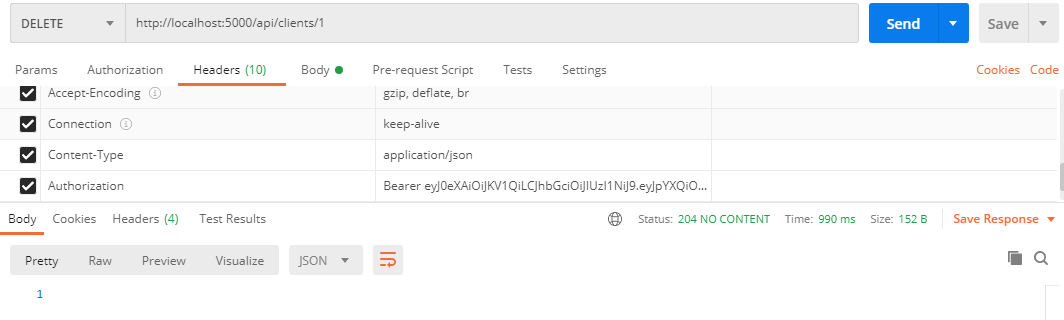 DELETE http://localhost:5000/api/clients/1 Send Save
Params Authorization Headers (10) Body Pre-request Script Tests Settings Cookies Code
Accept-Encoding gzip, deflate, br
Connection keep-alive
Content-Type application/json
Authorization Bearer eyJ0eXAiOiJKV1QiLCJhbGciOiJIUzI1NiJ9.eyJpYXQiO...
Body Cookies Headers (4) Test Results Status: 204 NO CONTENT Time: 990 ms Size: 152 B Save Response
Pretty Raw Preview Visualize JSON
1